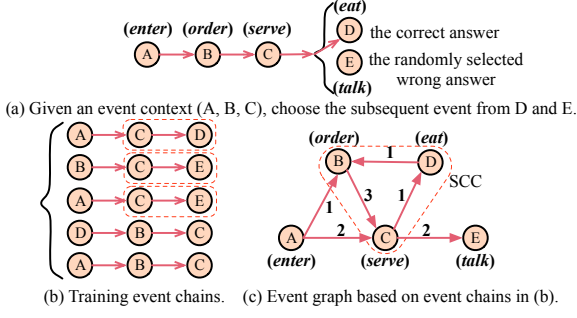 (enter) (order) (serve) (eat)
A B C D the correct answer
E the randomly selected
wrong answer
(talk)
(a) Given an event context (A, B, C), choose the subsequent event from D and E.
A C D
B C E
A C E
D B C
A B C
(b) Training event chains.
(order) (eat)
B 1 D
SCC
1 3 1
A 2 C 2 E
(enter) (serve) (talk)
(c) Event graph based on event chains in (b).